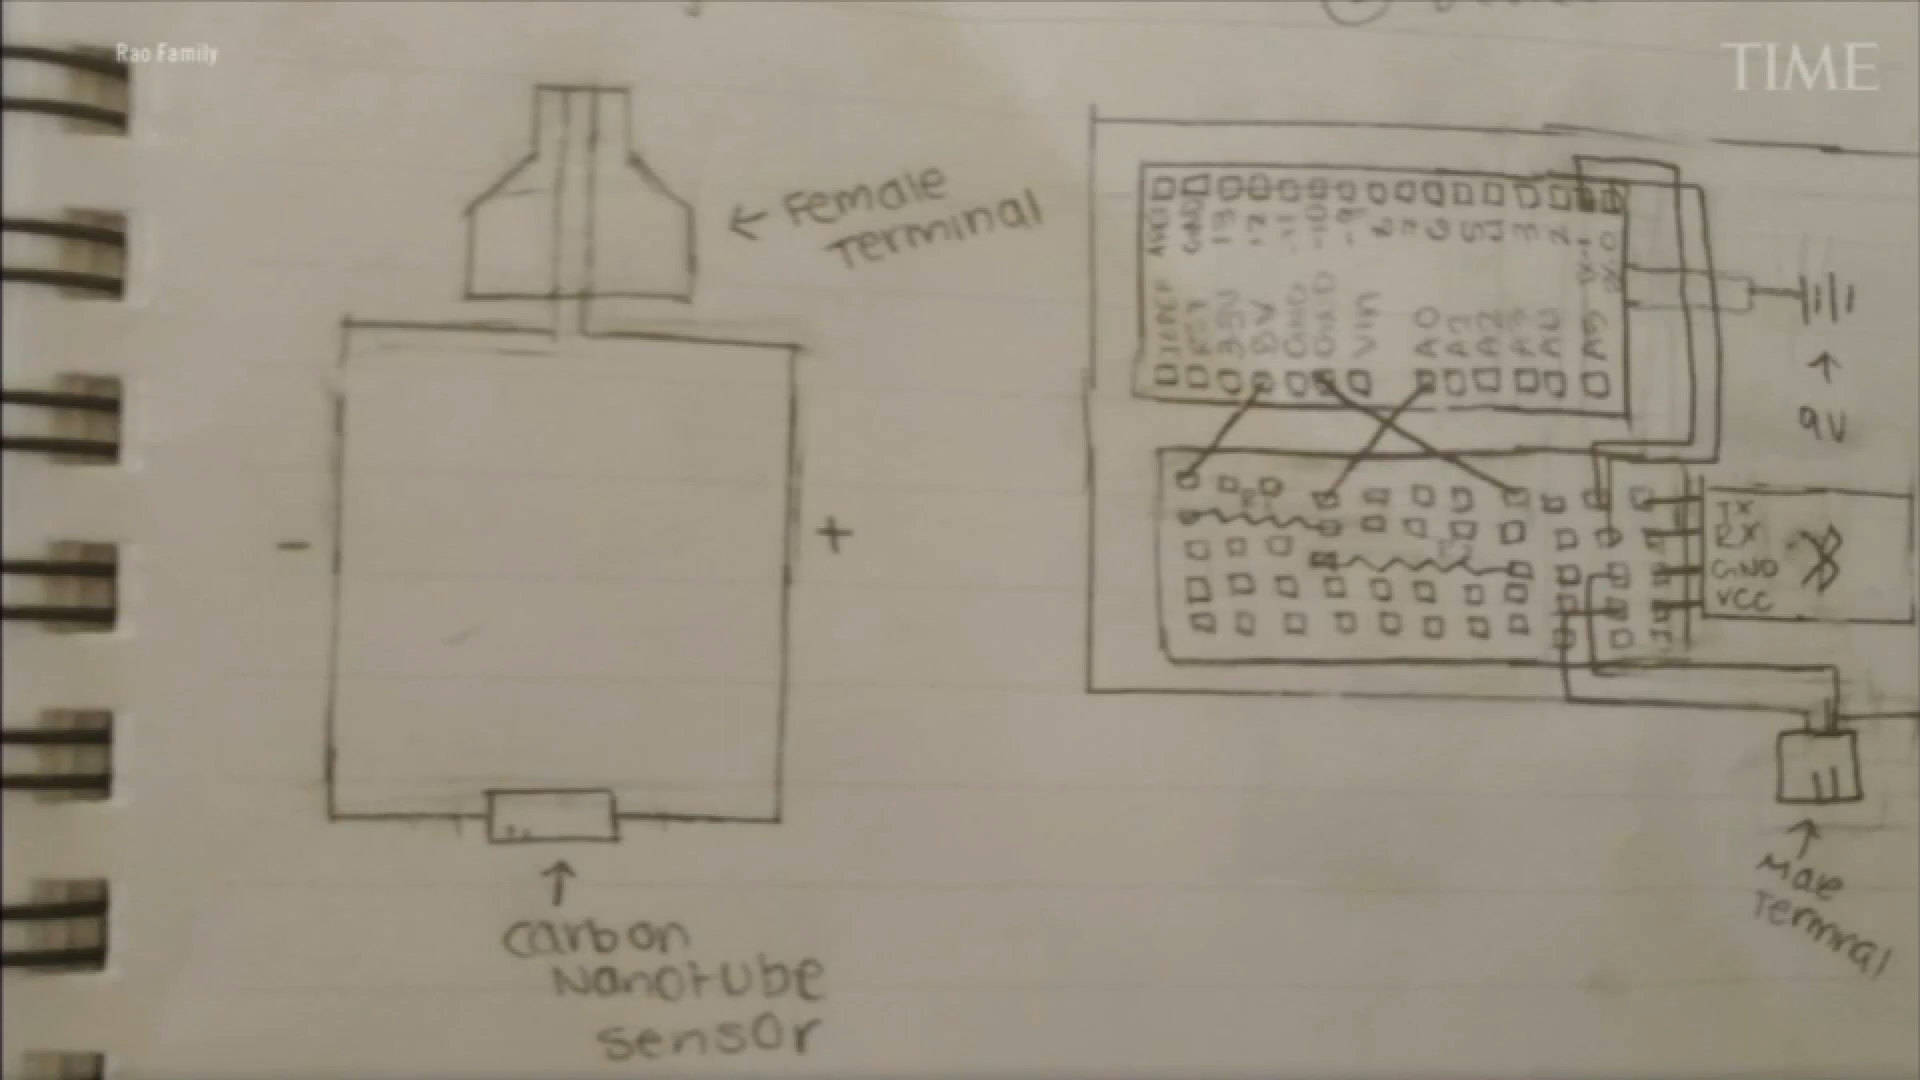 Rao Family
TIME
← Female
Terminal
−
+
↑
Carbon
Nanotube
sensor
AREF GND 13 12 -11 -10 -9 8 7 6 5 4 3 2 TX-1 RX-0
IOREF RST 3.3V 5V GND GND Vin A0 A1 A2 A3 A4 A5
↑
9V
TX
RX
GND
VCC
↑
Male
Terminal